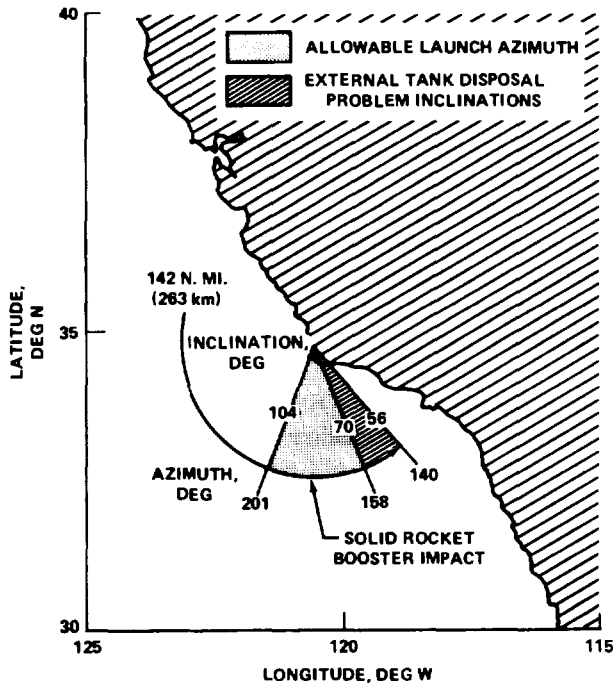 40
ALLOWABLE LAUNCH AZIMUTH
EXTERNAL TANK DISPOSAL
PROBLEM INCLINATIONS
142 N. MI.
(263 km)
LATITUDE,
DEG N
35
INCLINATION,
DEG
104
70
56
AZIMUTH,
DEG
201
158
140
SOLID ROCKET
BOOSTER IMPACT
30
125
120
115
LONGITUDE, DEG W